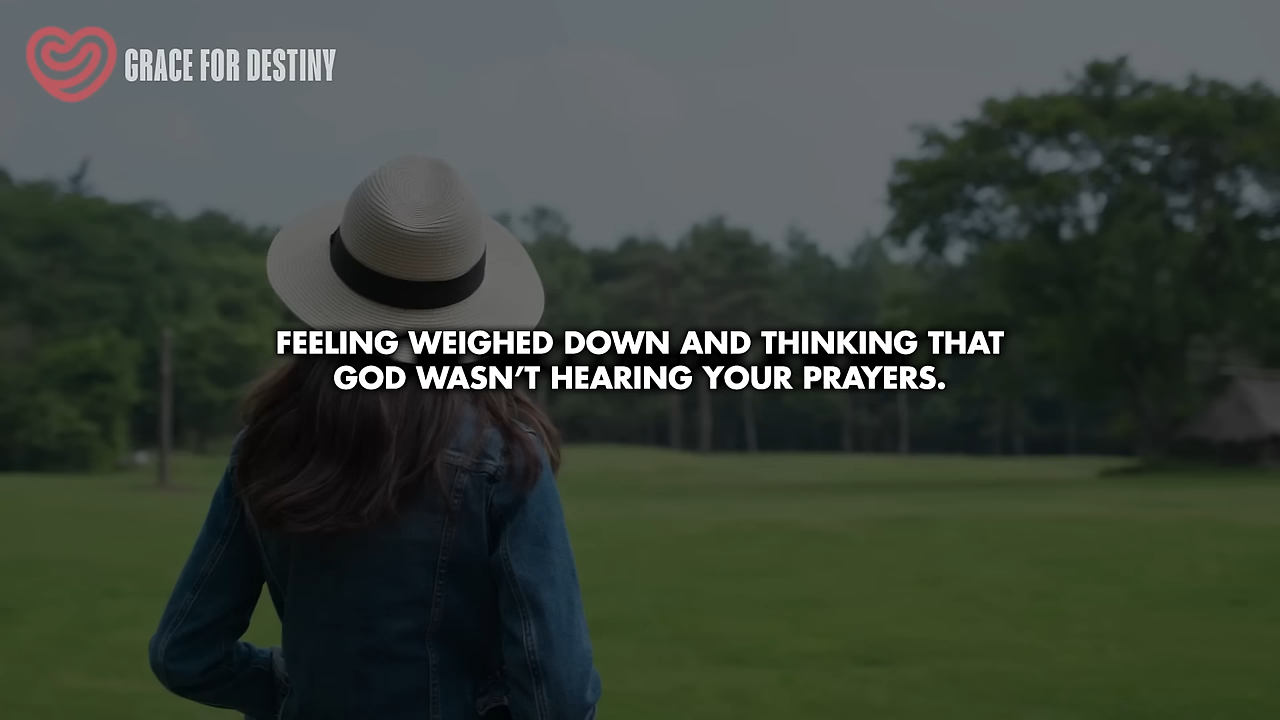 GRACE FOR DESTINY
FEELING WEIGHED DOWN AND THINKING THAT
GOD WASN'T HEARING YOUR PRAYERS.